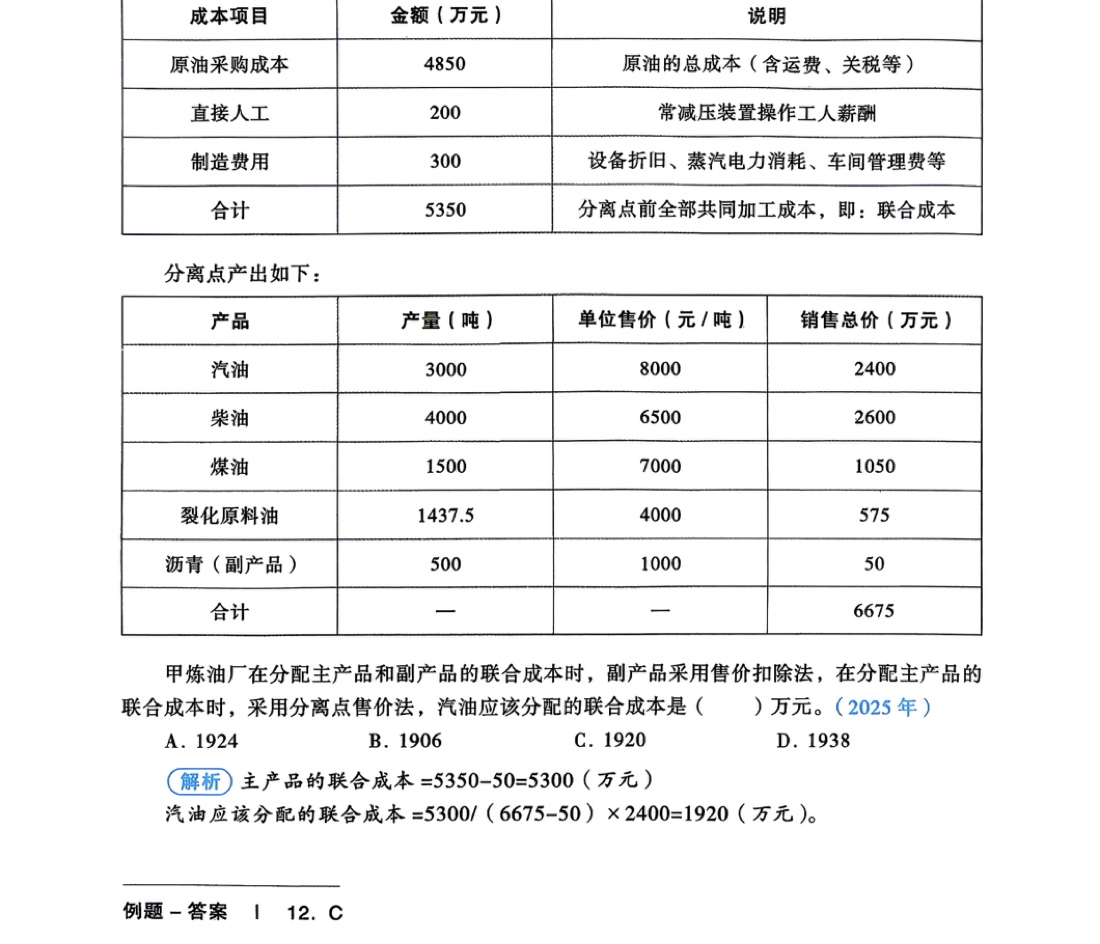 成本项目 金额（万元） 说明
原油采购成本 4850 原油的总成本（含运费、关税等）
直接人工 200 常减压装置操作工人薪酬
制造费用 300 设备折旧、蒸汽电力消耗、车间管理费等
合计 5350 分离点前全部共同加工成本，即：联合成本
分离点产出如下：
产品 产量（吨） 单位售价（元/吨） 销售总价（万元）
汽油 3000 8000 2400
柴油 4000 6500 2600
煤油 1500 7000 1050
裂化原料油 1437.5 4000 575
沥青（副产品） 500 1000 50
合计 — — 6675
甲炼油厂在分配主产品和副产品的联合成本时，副产品采用售价扣除法，在分配主产品的
联合成本时，采用分离点售价法，汽油应该分配的联合成本是（　　）万元。（2025 年）
A. 1924 B. 1906 C. 1920 D. 1938
解析 主产品的联合成本 =5350-50=5300（万元）
汽油应该分配的联合成本 =5300/（6675-50）×2400=1920（万元）。
例题 - 答案 | 12. C